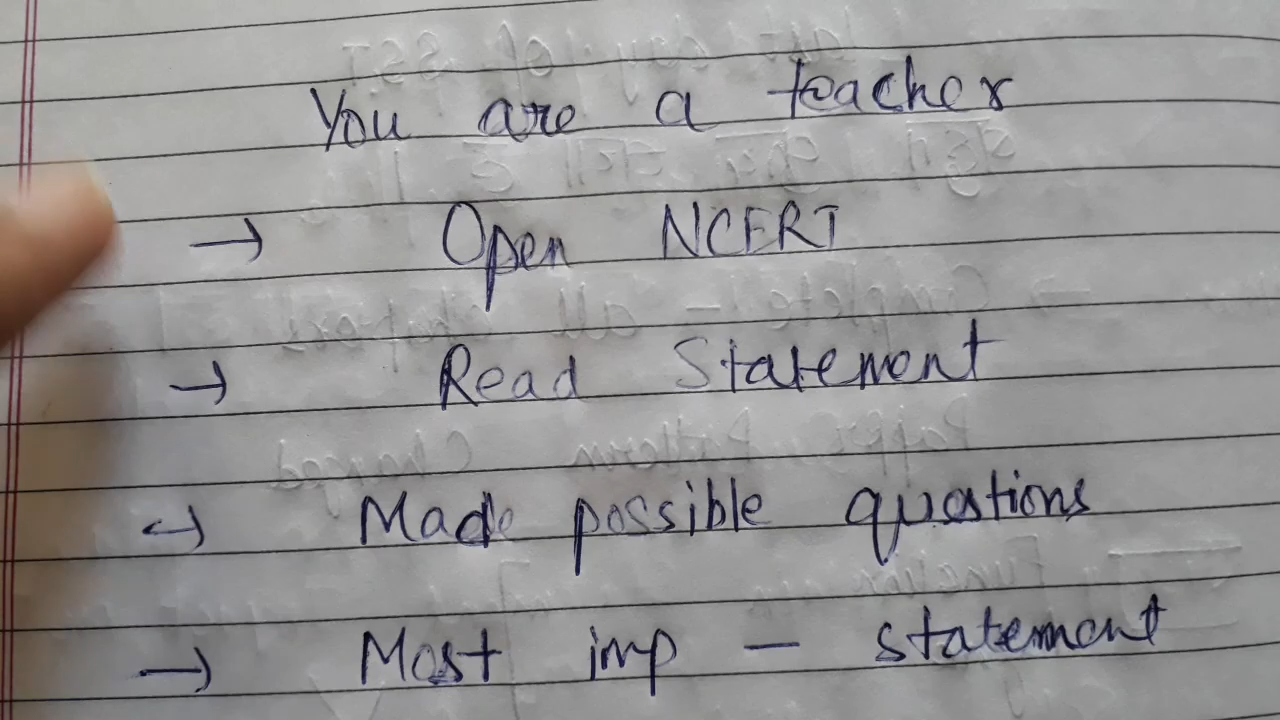 You are a teacher
→ Open NCERT
→ Read Statement
→ Made possible questions
→ Most imp - statement